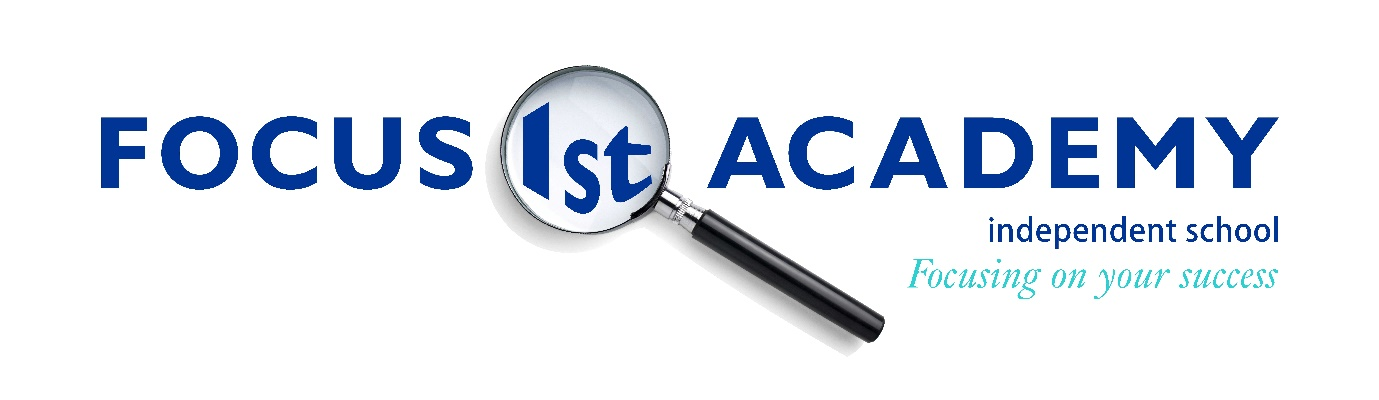 FOCUS 1st ACADEMY
independent school
Focusing on your success